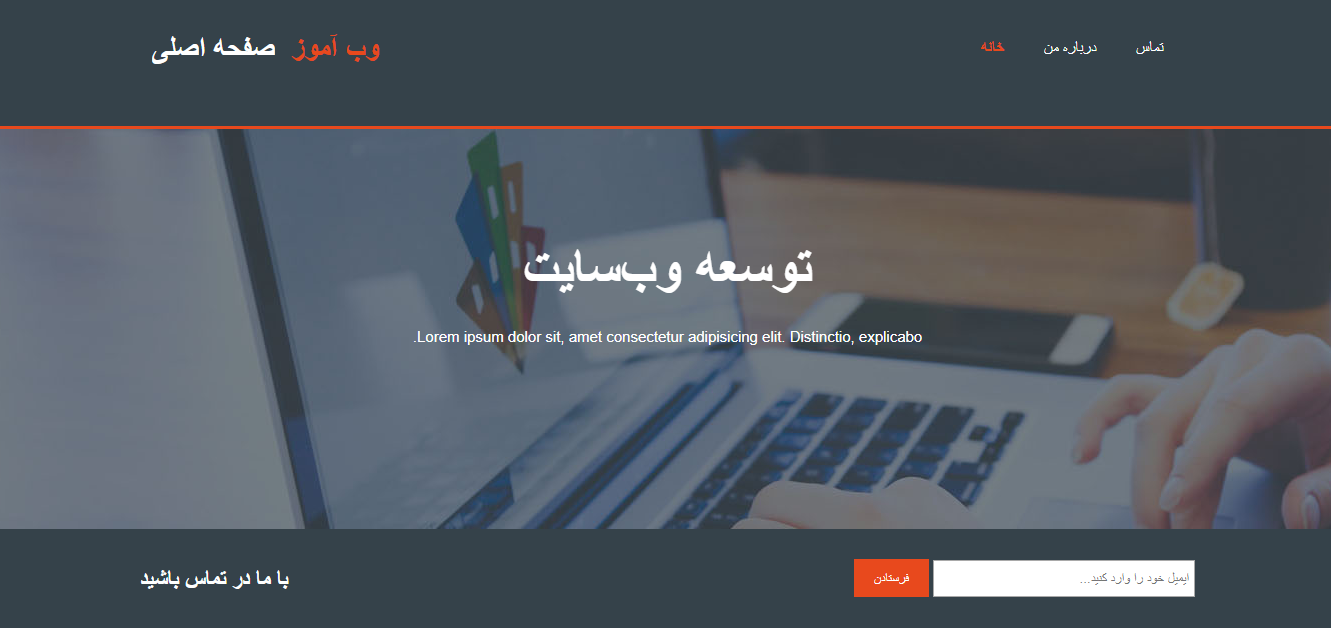 وب آموز صفحه اصلی
تماس
درباره من
خانه
توسعه وب‌سایت
.Lorem ipsum dolor sit, amet consectetur adipisicing elit. Distinctio, explicabo
با ما در تماس باشید
ایمیل خود را وارد کنید...
فرستادن